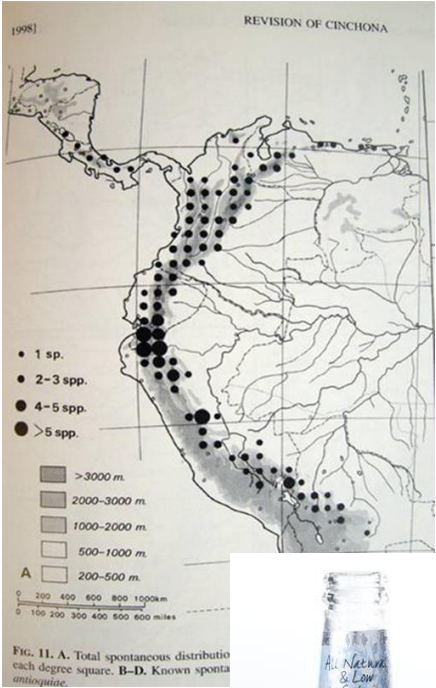 1998]
REVISION OF CINCHONA
1 sp.
2-3 spp.
4-5 spp.
>5 spp.
>3000 m.
2000-3000 m.
1000-2000 m.
500-1000 m.
A 200-500 m.
0 200 400 600 800 1000km
0 100 200 300 400 500 600 miles
FIG. 11. A. Total spontaneous distributio
each degree square. B–D. Known sponta
antioquiae.
All Natural
& Low